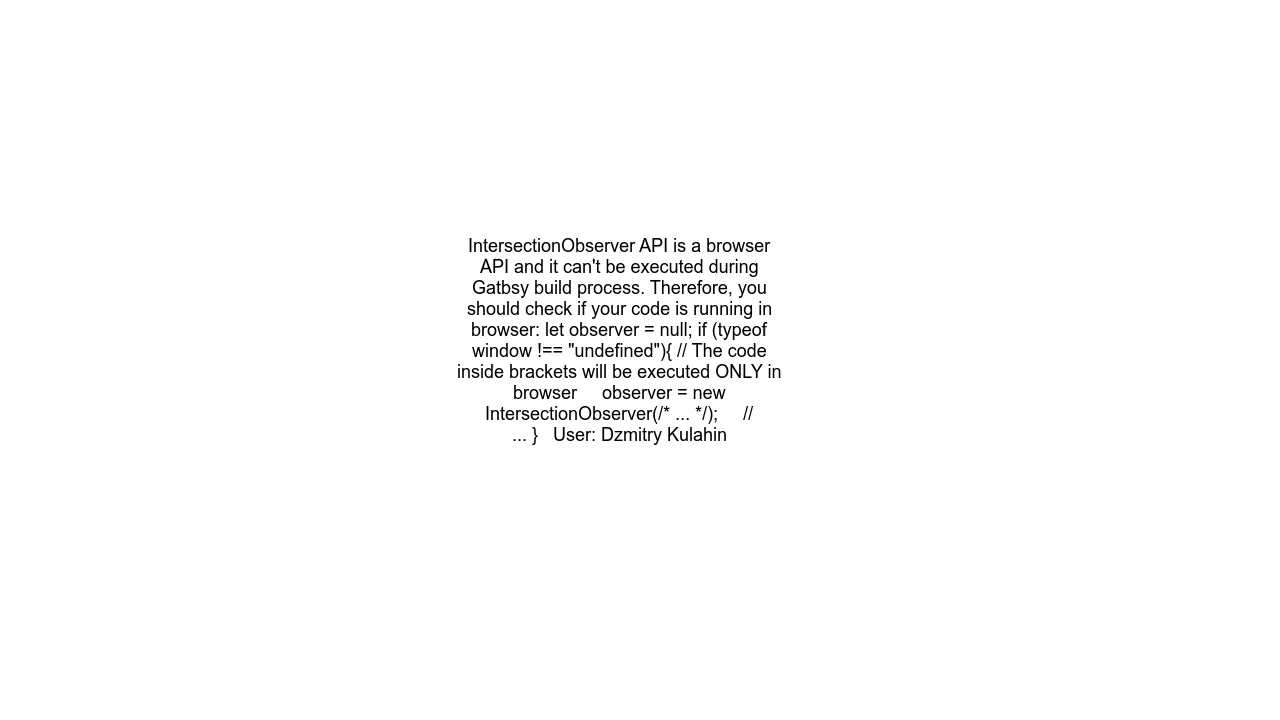 IntersectionObserver API is a browser
API and it can't be executed during
Gatbsy build process. Therefore, you
should check if your code is running in
browser: let observer = null; if (typeof
window !== "undefined"){ // The code
inside brackets will be executed ONLY in
browser     observer = new
IntersectionObserver(/* ... */);     //
... }   User: Dzmitry Kulahin